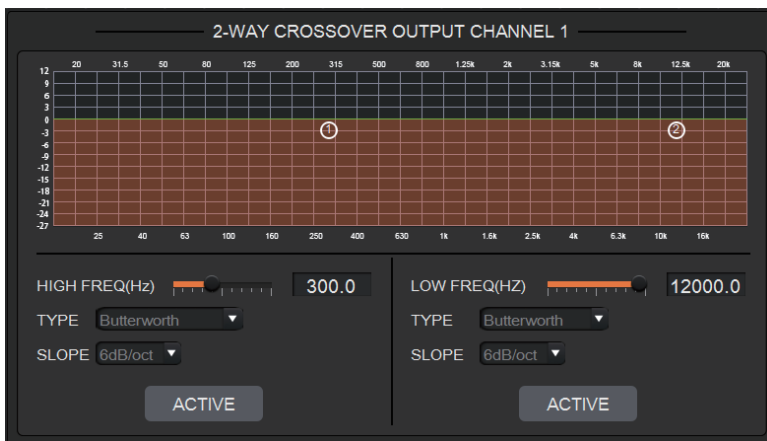 2-WAY CROSSOVER OUTPUT CHANNEL 1
20 31.5 50 80 125 200 315 500 800 1.25k 2k 3.15k 5k 8k 12.5k 20k
12
9
6
3
0
-3
-6
-9
-12
-15
-18
-21
-24
-27
1 2
25 40 63 100 160 250 400 630 1k 1.6k 2.5k 4k 6.3k 10k 16k
HIGH FREQ(Hz) 300.0 LOW FREQ(HZ) 12000.0
TYPE Butterworth TYPE Butterworth
SLOPE 6dB/oct SLOPE 6dB/oct
ACTIVE ACTIVE